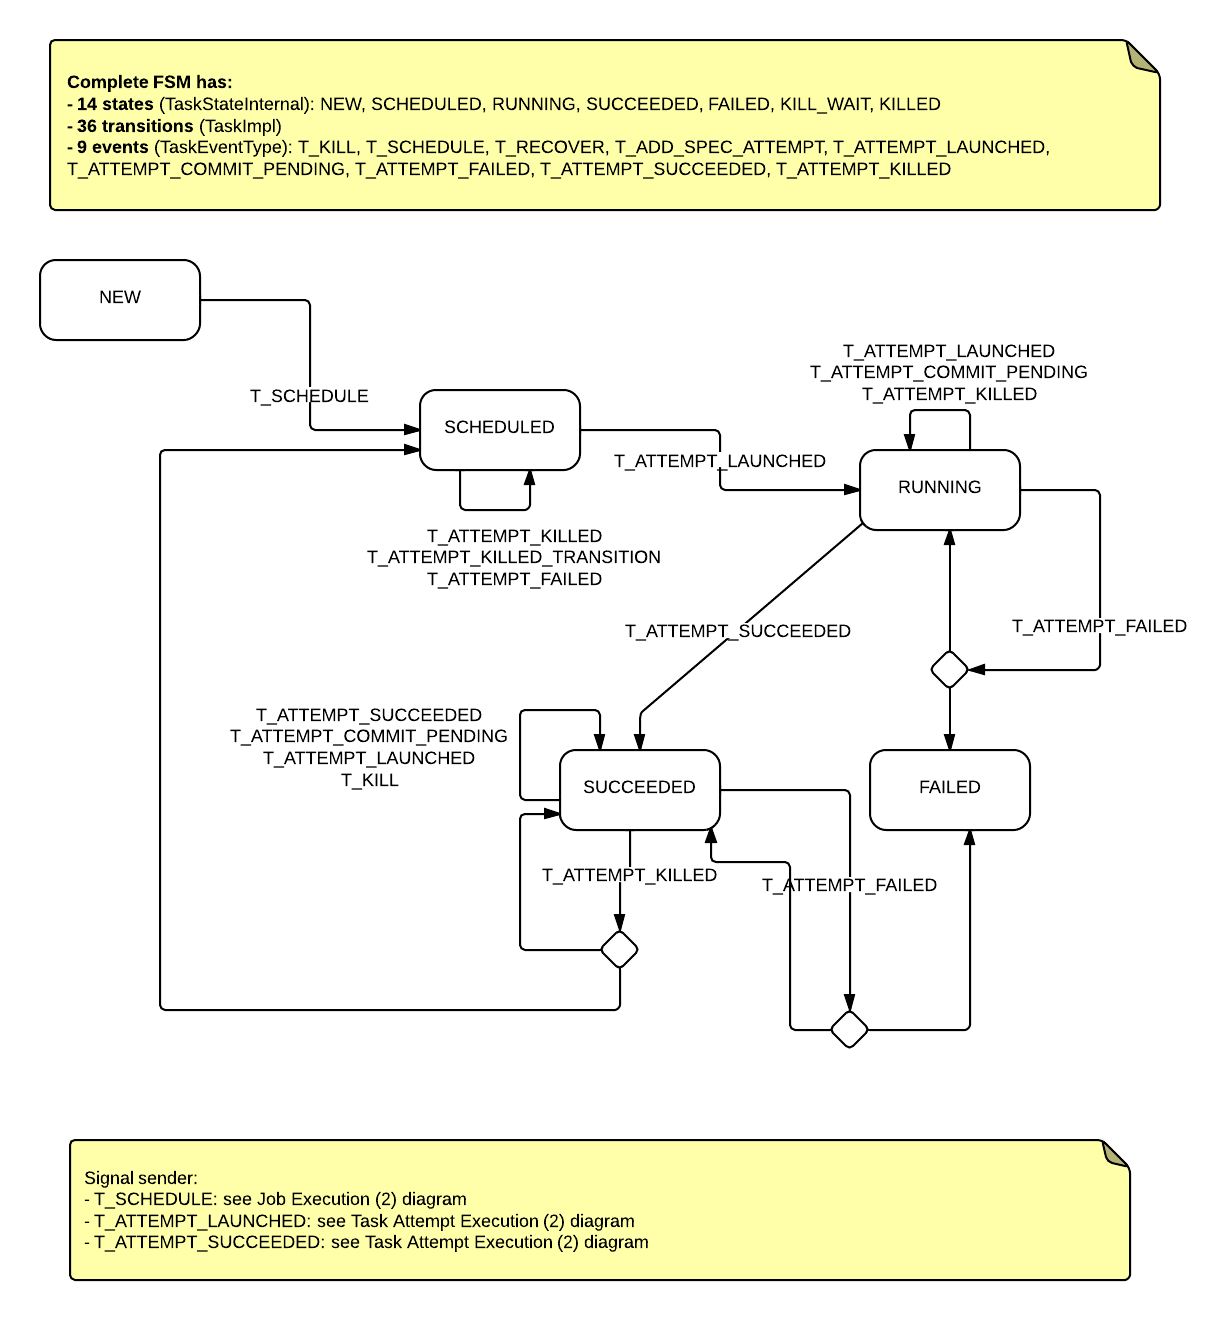 Complete FSM has:
- 14 states (TaskStateInternal): NEW, SCHEDULED, RUNNING, SUCCEEDED, FAILED, KILL_WAIT, KILLED
- 36 transitions (TaskImpl)
- 9 events (TaskEventType): T_KILL, T_SCHEDULE, T_RECOVER, T_ADD_SPEC_ATTEMPT, T_ATTEMPT_LAUNCHED,
T_ATTEMPT_COMMIT_PENDING, T_ATTEMPT_FAILED, T_ATTEMPT_SUCCEEDED, T_ATTEMPT_KILLED
NEW
T_SCHEDULE
SCHEDULED
T_ATTEMPT_KILLED
T_ATTEMPT_KILLED_TRANSITION
T_ATTEMPT_FAILED
T_ATTEMPT_LAUNCHED
T_ATTEMPT_LAUNCHED
T_ATTEMPT_COMMIT_PENDING
T_ATTEMPT_KILLED
RUNNING
T_ATTEMPT_SUCCEEDED
T_ATTEMPT_FAILED
T_ATTEMPT_SUCCEEDED
T_ATTEMPT_COMMIT_PENDING
T_ATTEMPT_LAUNCHED
T_KILL
SUCCEEDED
FAILED
T_ATTEMPT_KILLED
T_ATTEMPT_FAILED
Signal sender:
- T_SCHEDULE: see Job Execution (2) diagram
- T_ATTEMPT_LAUNCHED: see Task Attempt Execution (2) diagram
- T_ATTEMPT_SUCCEEDED: see Task Attempt Execution (2) diagram